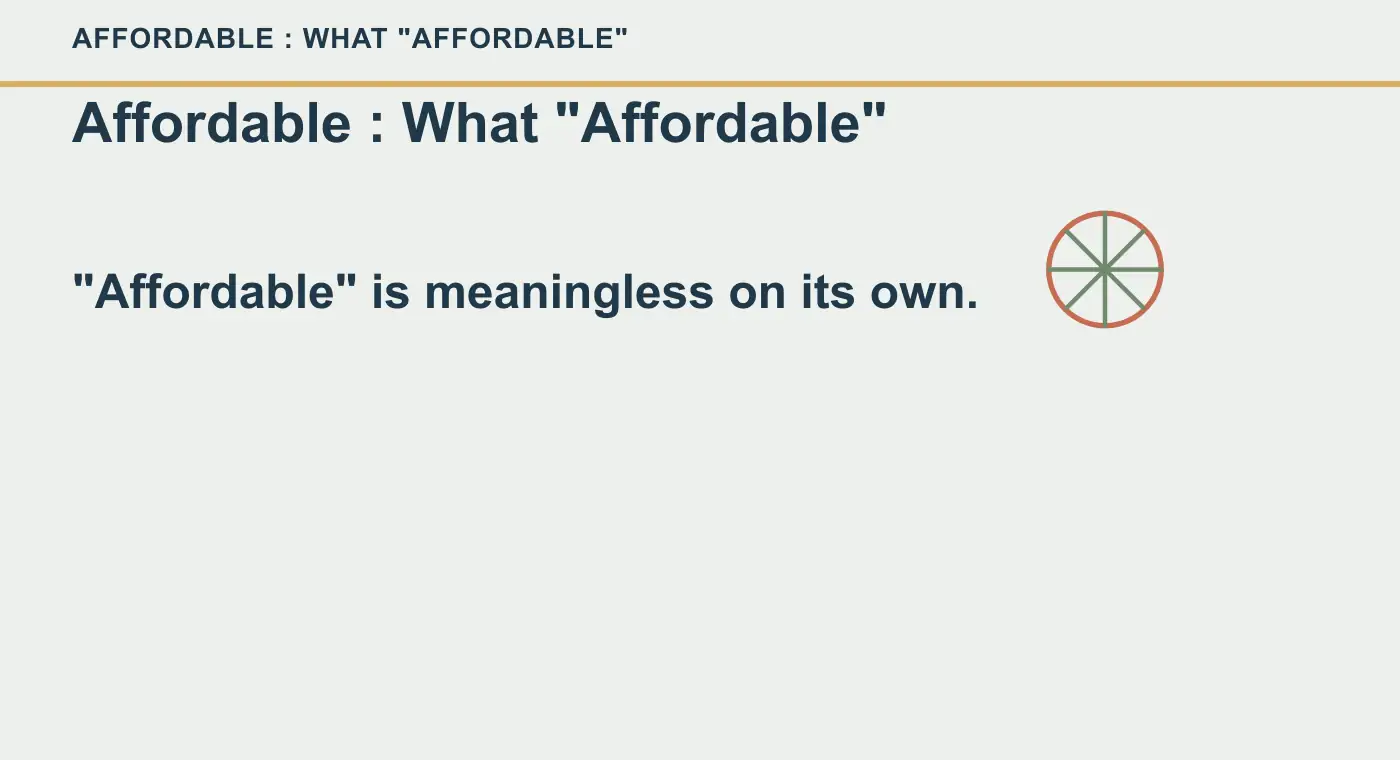 AFFORDABLE : WHAT "AFFORDABLE"
Affordable : What "Affordable"
"Affordable" is meaningless on its own.